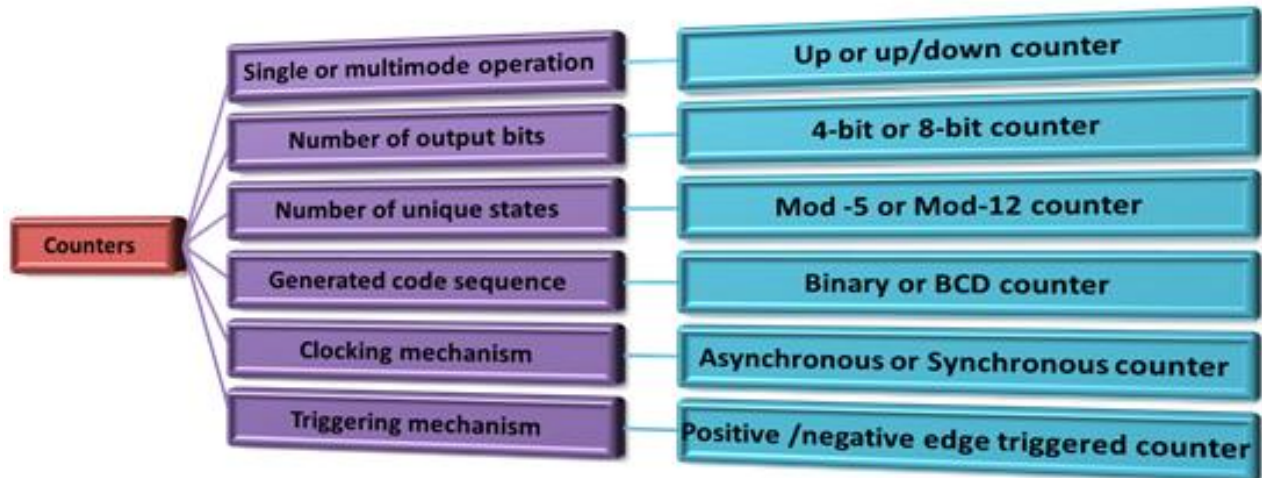 Counters
Single or multimode operation
Up or up/down counter
Number of output bits
4-bit or 8-bit counter
Number of unique states
Mod -5 or Mod-12 counter
Generated code sequence
Binary or BCD counter
Clocking mechanism
Asynchronous or Synchronous counter
Triggering mechanism
Positive /negative edge triggered counter